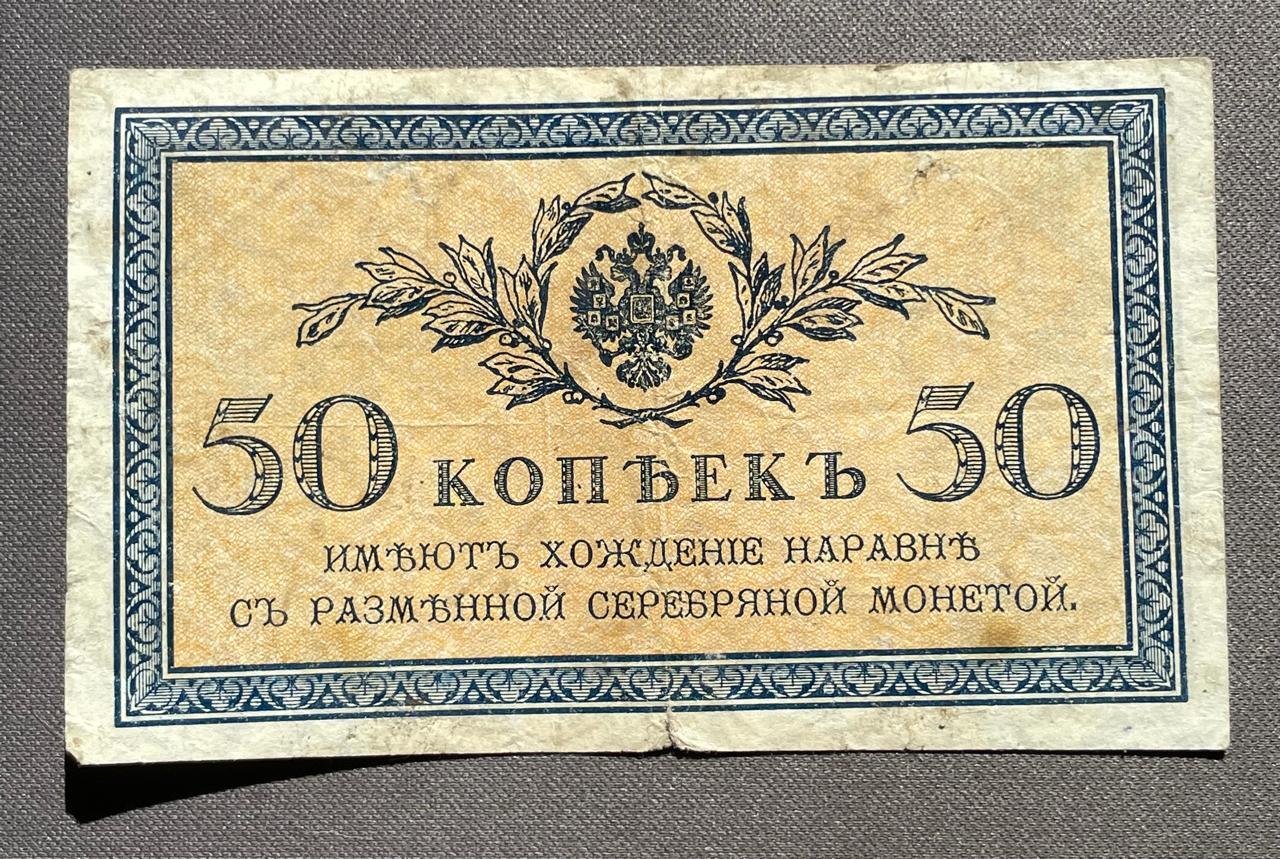 50 КОПѢЕКЪ 50
ИМѢЮТЪ ХОЖДЕНІЕ НАРАВНѢ
СЪ РАЗМѢННОЙ СЕРЕБРЯНОЙ МОНЕТОЙ.